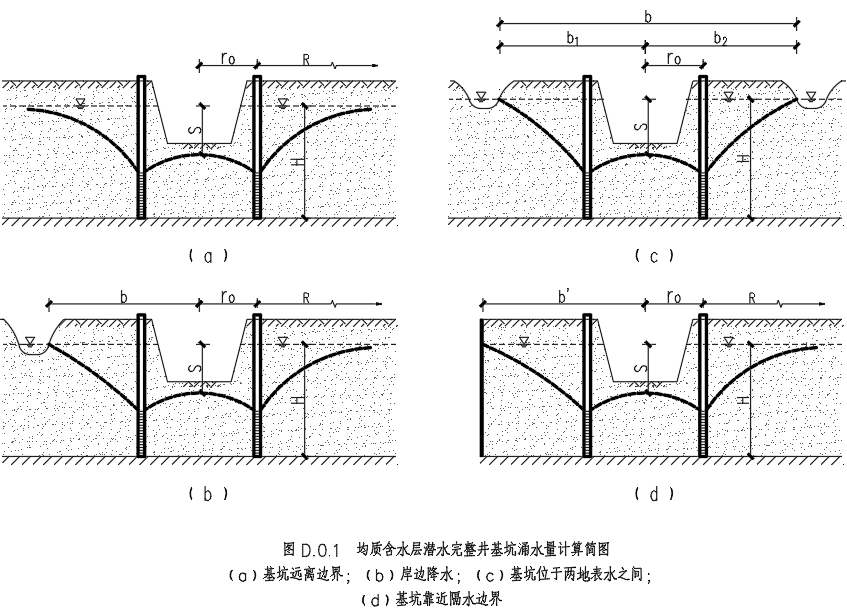 b
b₁ b₂
r₀ R r₀
S H S H
(a) (c)
b r₀ R b' r₀ R
S H S H
(b) (d)
图 D.0.1 均质含水层潜水完整井基坑涌水量计算简图
(a)基坑远离边界；(b)岸边降水；(c)基坑位于两地表水之间；
(d)基坑靠近隔水边界